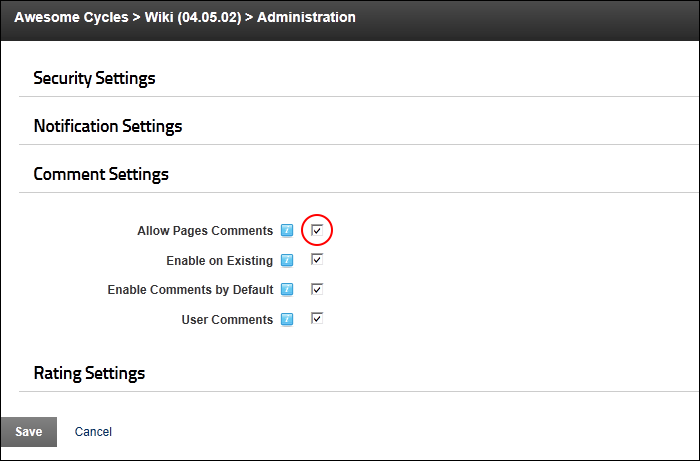 Awesome Cycles > Wiki (04.05.02) > Administration
Security Settings
Notification Settings
Comment Settings
Allow Pages Comments
Enable on Existing
Enable Comments by Default
User Comments
Rating Settings
Save Cancel